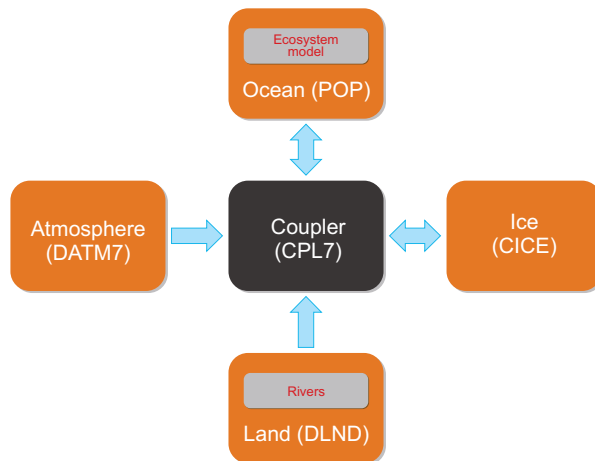 Ecosystem
model
Ocean (POP)
Atmosphere
(DATM7)
Coupler
(CPL7)
Ice
(CICE)
Rivers
Land (DLND)